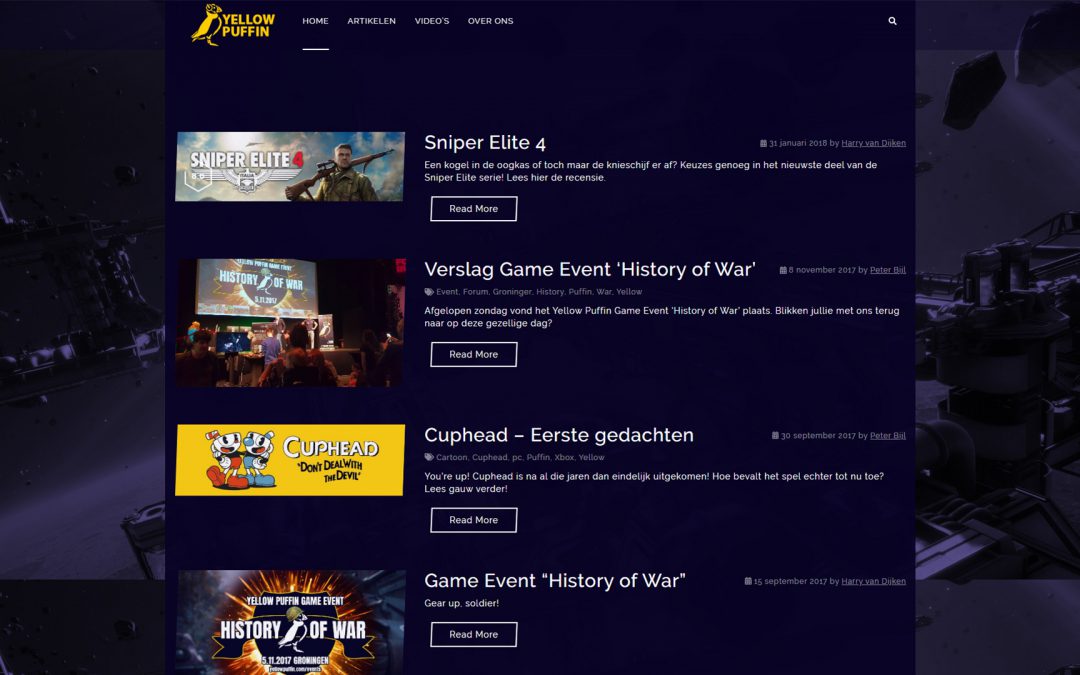 YELLOW
PUFFIN
HOME
ARTIKELEN
VIDEO'S
OVER ONS
SNIPER ELITE 4
ITALIA
8.0
Sniper Elite 4
31 januari 2018 by Harry van Dijken
Een kogel in de oogkas of toch maar de knieschijf er af? Keuzes genoeg in het nieuwste deel van de
Sniper Elite serie! Lees hier de recensie.
Read More
YELLOW PUFFIN GAME EVENT
HISTORY OF WAR
5.11.2017
Verslag Game Event ‘History of War’
8 november 2017 by Peter Bijl
Event, Forum, Groninger, History, Puffin, War, Yellow
Afgelopen zondag vond het Yellow Puffin Game Event ‘History of War’ plaats. Blikken jullie met ons terug
naar op deze gezellige dag?
Read More
CUPHEAD
"DON'T DEAL WITH
THE DEVIL"
Cuphead – Eerste gedachten
30 september 2017 by Peter Bijl
Cartoon, Cuphead, pc, Puffin, Xbox, Yellow
You're up! Cuphead is na al die jaren dan eindelijk uitgekomen! Hoe bevalt het spel echter tot nu toe?
Lees gauw verder!
Read More
YELLOW PUFFIN GAME EVENT
HISTORY OF WAR
5.11.2017 GRONINGEN
yellowpuffin.com/events
Game Event “History of War”
15 september 2017 by Harry van Dijken
Gear up, soldier!
Read More